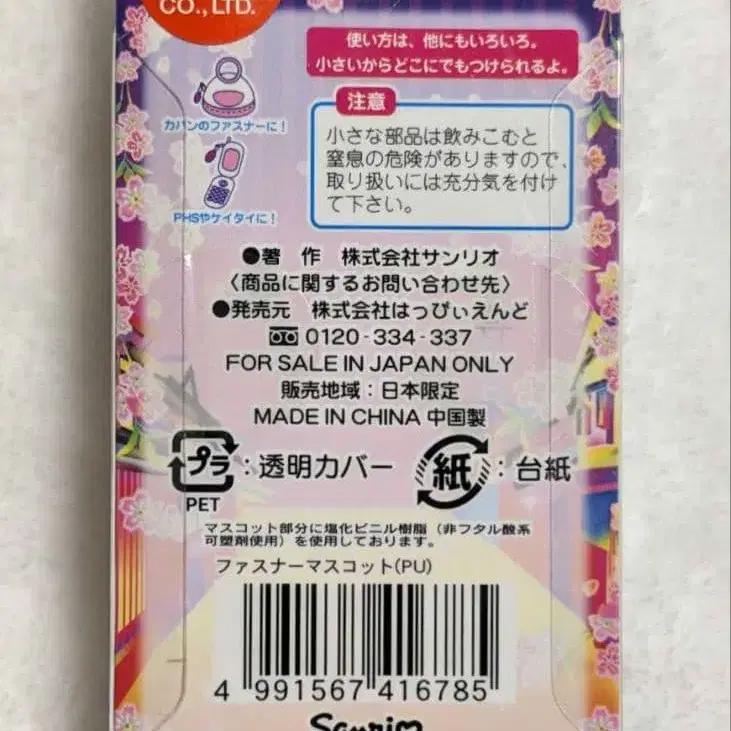 CO., LTD.
使い方は、他にもいろいろ。
小さいからどこにでもつけられるよ。
カバンのファスナーに！
PHSやケイタイに！
注意
小さな部品は飲みこむと
窒息の危険がありますので、
取り扱いには充分気を付け
て下さい。
●著　作　株式会社サンリオ
〈商品に関するお問い合わせ先〉
●発売元　株式会社はっぴぃえんど
0120-334-337
FOR SALE IN JAPAN ONLY
販売地域：日本限定
MADE IN CHINA 中国製
プラ：透明カバー
PET
紙：台紙
マスコット部分に塩化ビニル樹脂（非フタル酸系
可塑剤使用）を使用しております。
ファスナーマスコット(PU)
4 991567 416785
Sanrio